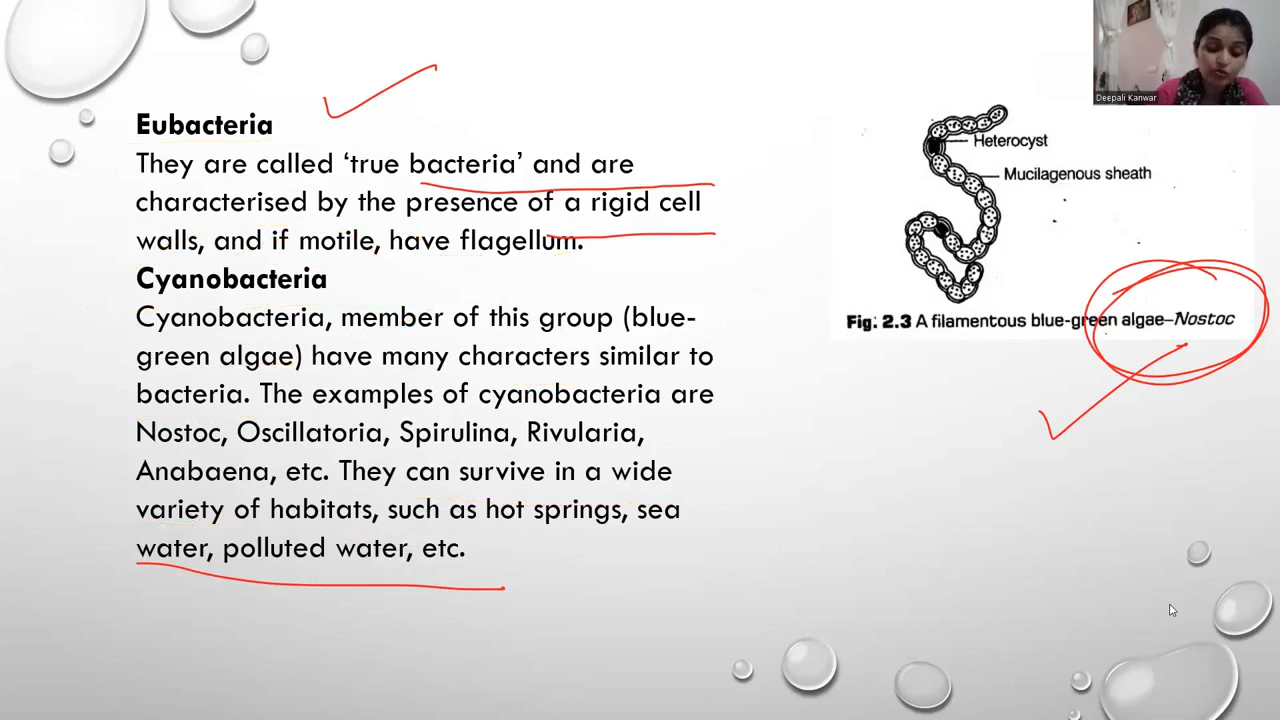 Deepali Kanwar
Eubacteria
They are called ‘true bacteria’ and are
characterised by the presence of a rigid cell
walls, and if motile, have flagellum.
Cyanobacteria
Cyanobacteria, member of this group (blue-
green algae) have many characters similar to
bacteria. The examples of cyanobacteria are
Nostoc, Oscillatoria, Spirulina, Rivularia,
Anabaena, etc. They can survive in a wide
variety of habitats, such as hot springs, sea
water, polluted water, etc.
Heterocyst
Mucilagenous sheath
Fig. 2.3 A filamentous blue-green algae–Nostoc